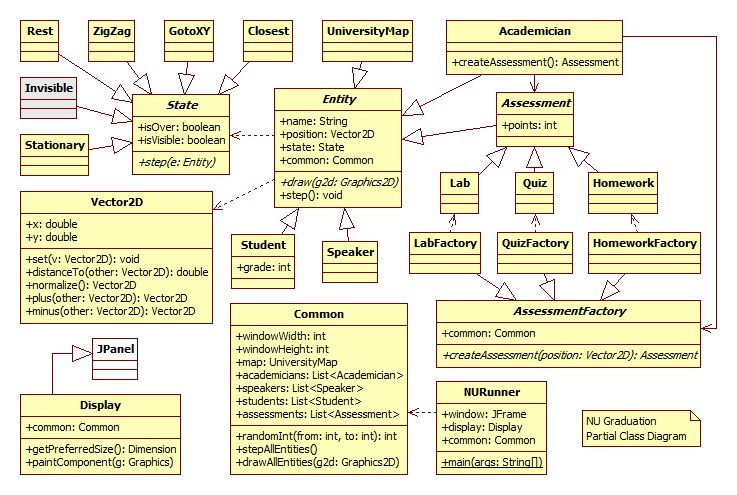 Rest
ZigZag
GotoXY
Closest
UniversityMap
Academician
+createAssessment(): Assessment
Invisible
Stationary
State
+isOver: boolean
+isVisible: boolean
+step(e: Entity)
Entity
+name: String
+position: Vector2D
+state: State
+common: Common
+draw(g2d: Graphics2D)
+step(): void
Assessment
+points: int
Lab
Quiz
Homework
Vector2D
+x: double
+y: double
+set(v: Vector2D): void
+distanceTo(other: Vector2D): double
+normalize(): Vector2D
+plus(other: Vector2D): Vector2D
+minus(other: Vector2D): Vector2D
Student
+grade: int
Speaker
LabFactory
QuizFactory
HomeworkFactory
Common
+windowWidth: int
+windowHeight: int
+map: UniversityMap
+academicians: List<Academician>
+speakers: List<Speaker>
+students: List<Student>
+assessments: List<Assessment>
+randomInt(from: int, to: int): int
+stepAllEntities()
+drawAllEntities(g2d: Graphics2D)
AssessmentFactory
+common: Common
+createAssessment(position: Vector2D): Assessment
JPanel
Display
+common: Common
+getPreferredSize(): Dimension
+paintComponent(g: Graphics)
NURunner
+window: JFrame
+display: Display
+common: Common
+main(args: String[])
NU Graduation
Partial Class Diagram